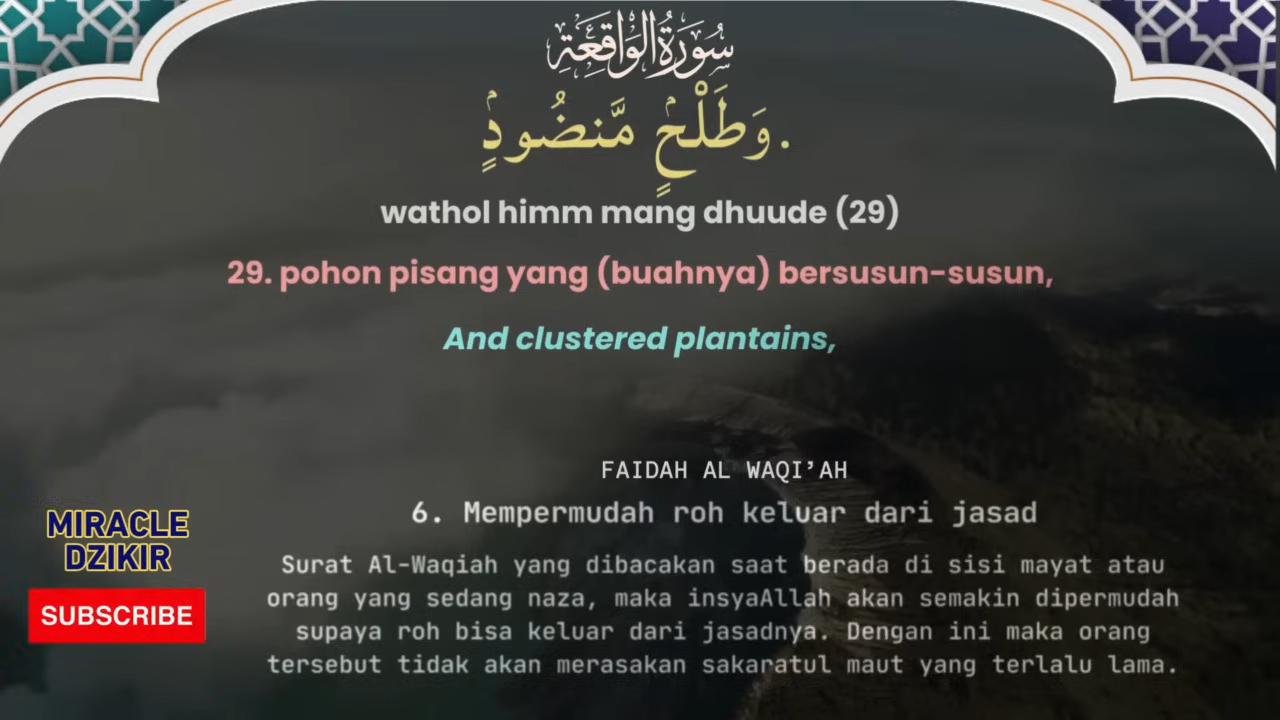 سُورَةُ الْوَاقِعَةِ
وَطَلْحٍ مَّنضُودٍ.
wathol himm mang dhuude (29)
29. pohon pisang yang (buahnya) bersusun-susun,
And clustered plantains,
FAIDAH AL WAQI’AH
6. Mempermudah roh keluar dari jasad
Surat Al-Waqiah yang dibacakan saat berada di sisi mayat atau
orang yang sedang naza, maka insyaAllah akan semakin dipermudah
supaya roh bisa keluar dari jasadnya. Dengan ini maka orang
tersebut tidak akan merasakan sakaratul maut yang terlalu lama.
MIRACLE
DZIKIR
SUBSCRIBE